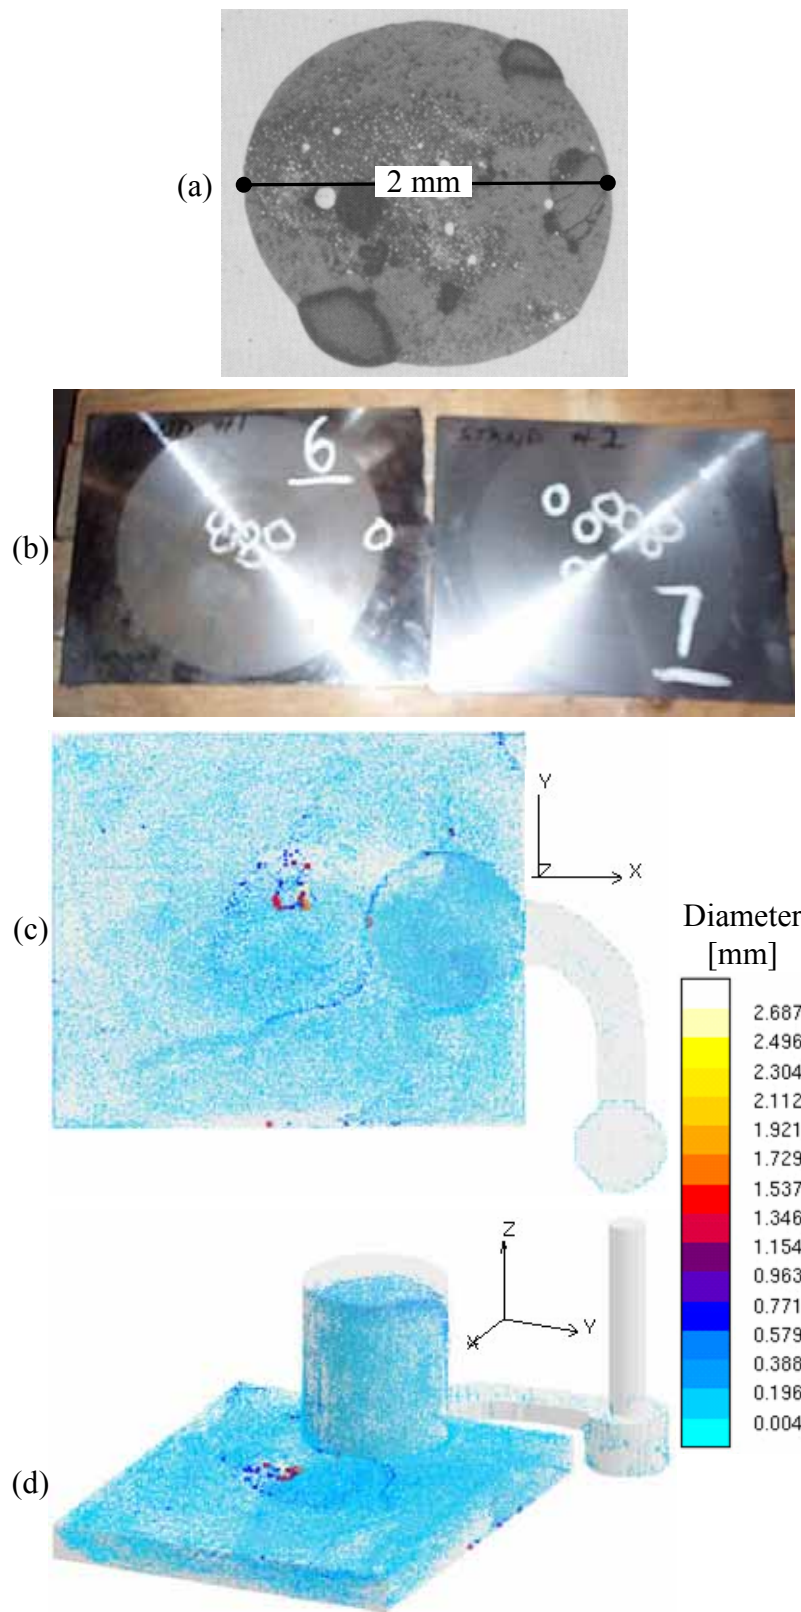 (a)
2 mm
(b)
STAND #1
6
STAND #2
7
(c)
Y
Z
X
Diameter
[mm]
2.687
2.496
2.304
2.112
1.921
1.729
1.537
1.346
1.154
0.963
0.771
0.579
0.388
0.196
0.004
(d)
Z
X
Y